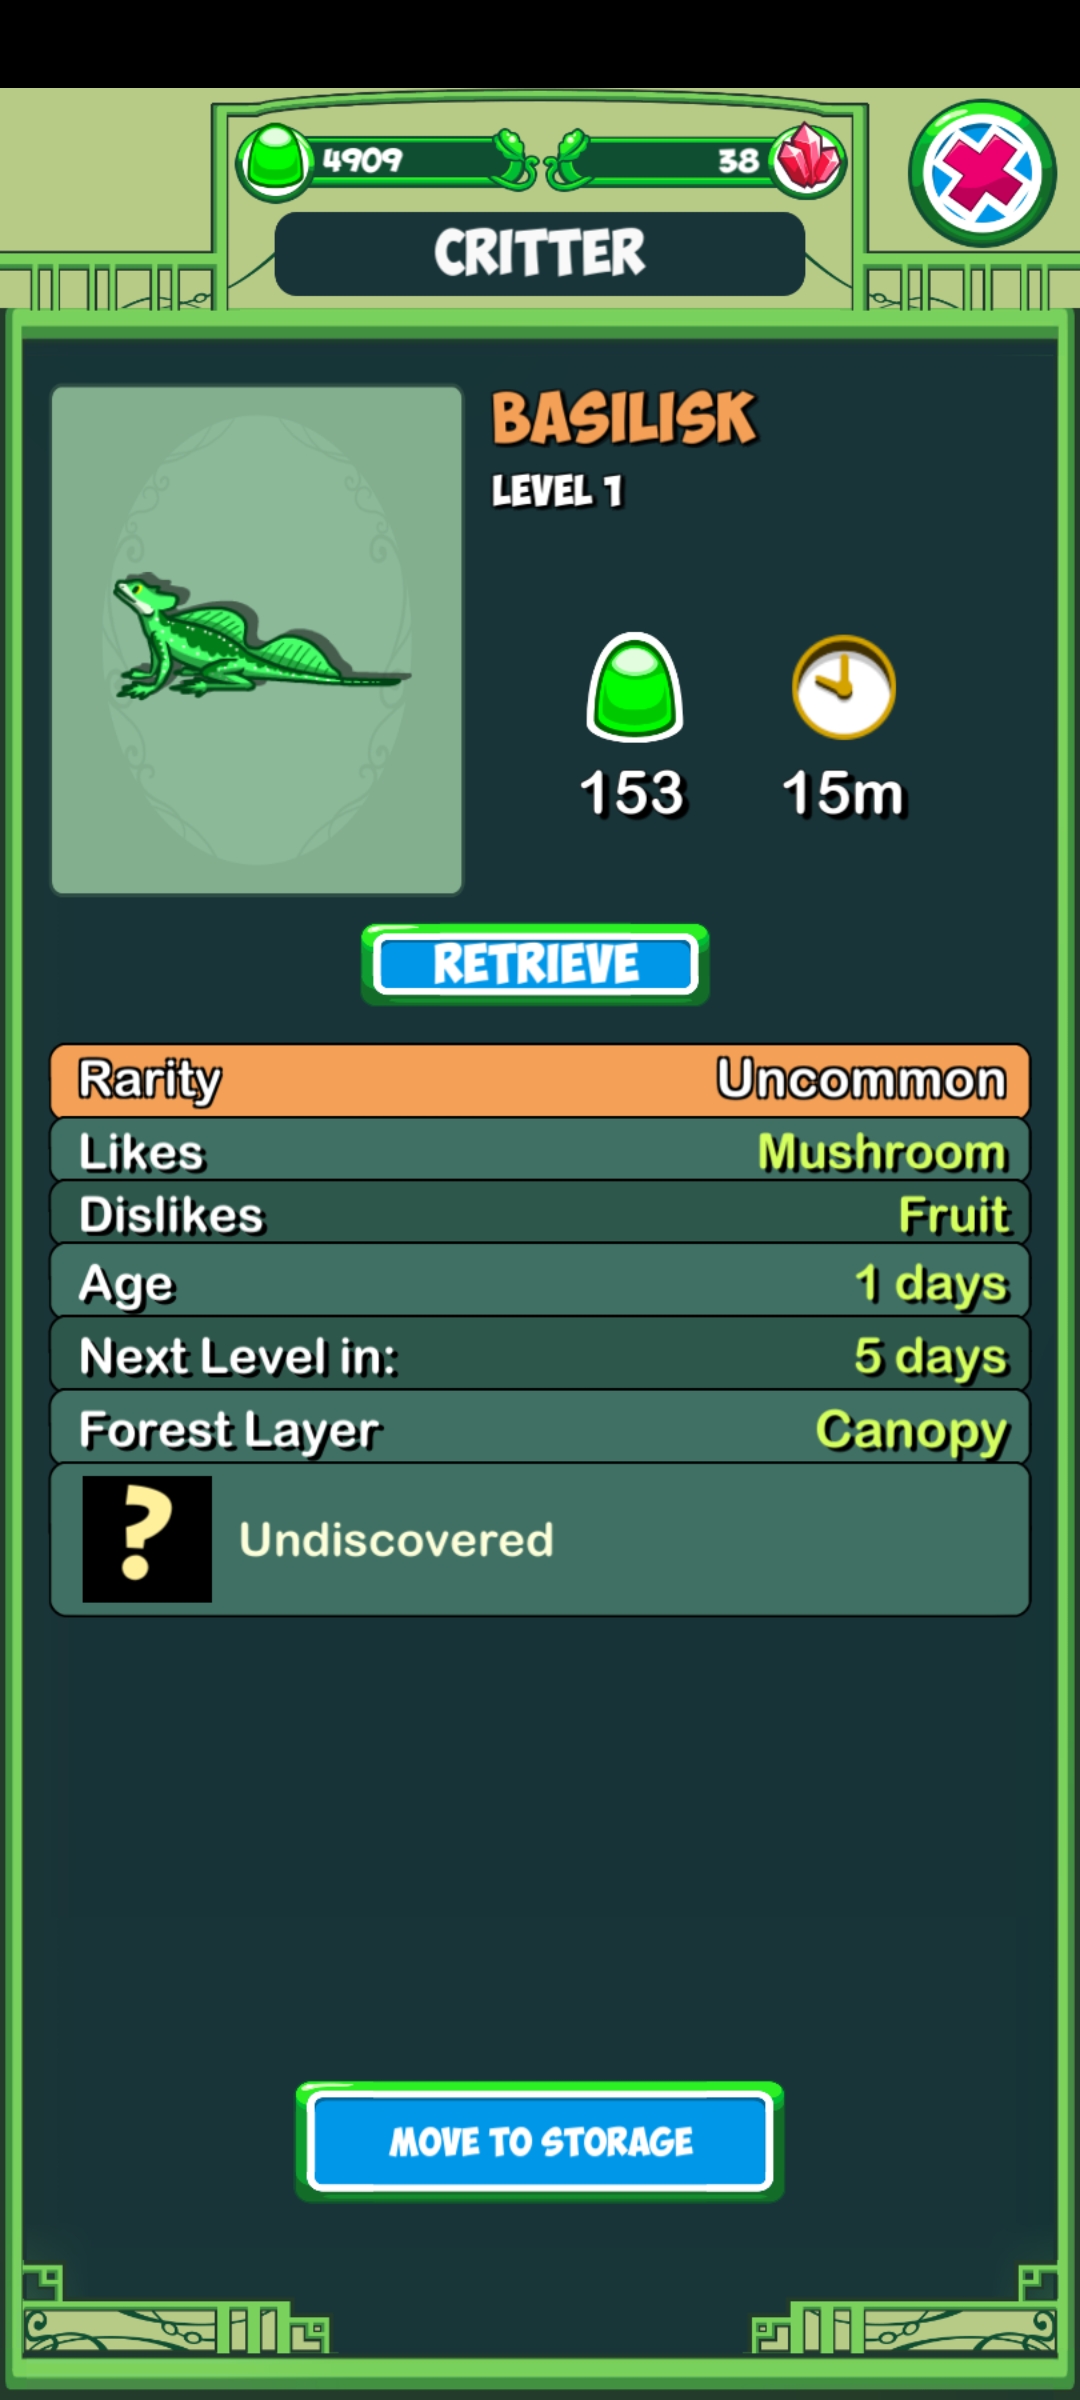 4909
38
CRITTER
BASILISK
LEVEL 1
153
15m
RETRIEVE
Rarity Uncommon
Likes Mushroom
Dislikes Fruit
Age 1 days
Next Level in: 5 days
Forest Layer Canopy
? Undiscovered
MOVE TO STORAGE